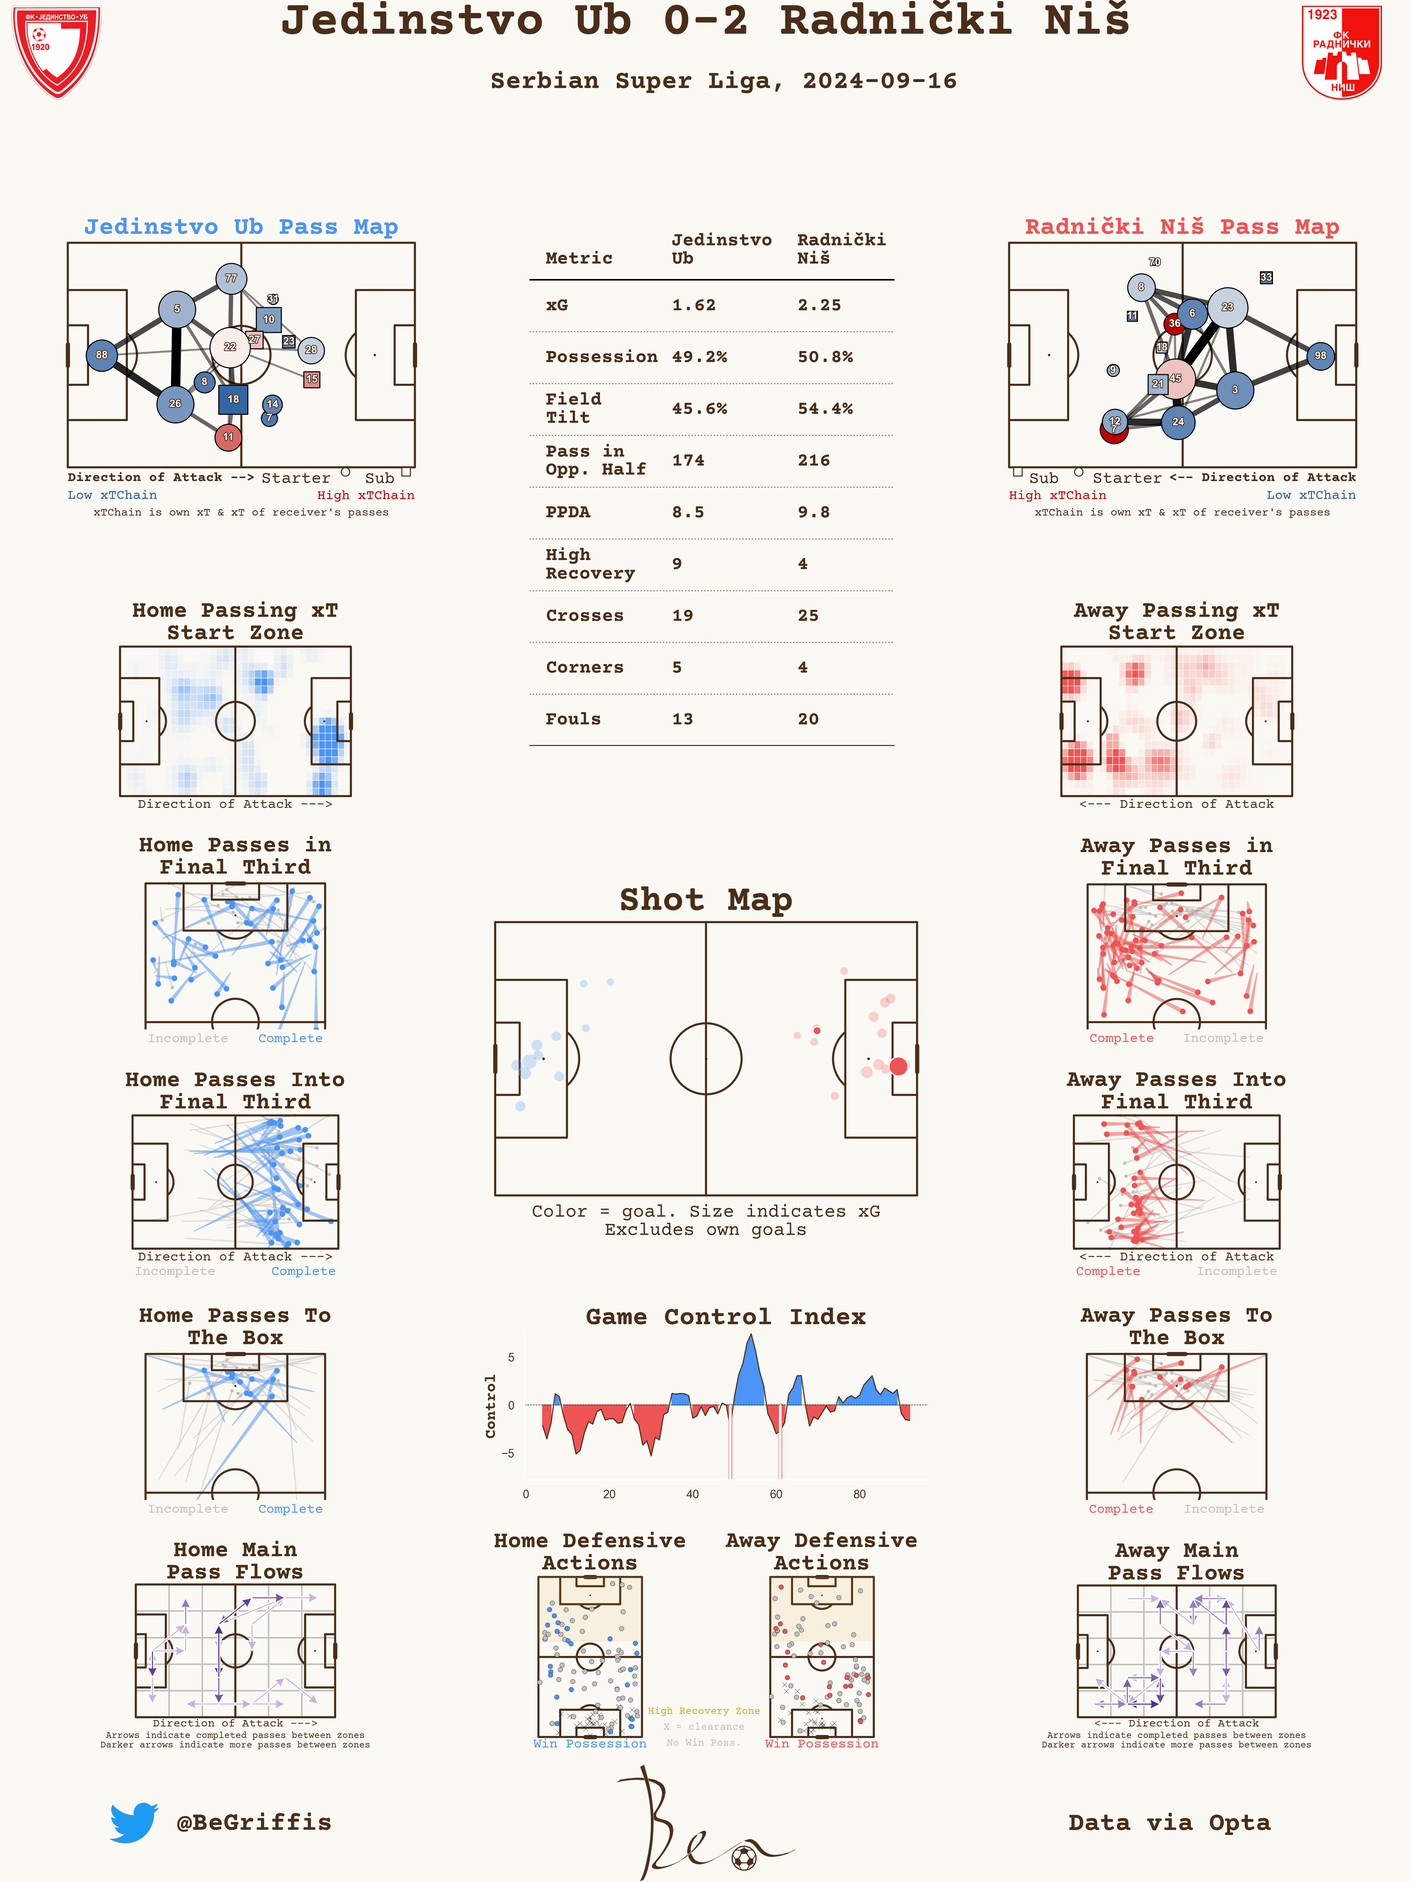 Jedinstvo Ub 0-2 Radnički Niš
Serbian Super Liga, 2024-09-16
ФК·ЈЕДИНСТВО·УБ
1920
1923
ФК
РАДНИЧКИ
НИШ
Jedinstvo Ub Pass Map
77
5
31
10
27
23
88
22
28
8
15
26
18
14
7
11
Direction of Attack --> Starter Sub
Low xTChain High xTChain
xTChain is own xT & xT of receiver's passes
Metric Jedinstvo Ub Radnički Niš
xG 1.62 2.25
Possession 49.2% 50.8%
Field Tilt 45.6% 54.4%
Pass in Opp. Half 174 216
PPDA 8.5 9.8
High Recovery 9 4
Crosses 19 25
Corners 5 4
Fouls 13 20
Radnički Niš Pass Map
70
33
8
11
6
23
36
18
98
9
45
21
3
12
7
24
Sub Starter <-- Direction of Attack
High xTChain Low xTChain
xTChain is own xT & xT of receiver's passes
Home Passing xT
Start Zone
Direction of Attack --->
Away Passing xT
Start Zone
<--- Direction of Attack
Home Passes in
Final Third
Incomplete Complete
Away Passes in
Final Third
Complete Incomplete
Shot Map
Color = goal. Size indicates xG
Excludes own goals
Home Passes Into
Final Third
Direction of Attack --->
Incomplete Complete
Away Passes Into
Final Third
<--- Direction of Attack
Complete Incomplete
Home Passes To
The Box
Incomplete Complete
Game Control Index
Control
5
0
−5
0 20 40 60 80
Away Passes To
The Box
Complete Incomplete
Home Main
Pass Flows
Direction of Attack --->
Arrows indicate completed passes between zones
Darker arrows indicate more passes between zones
Home Defensive
Actions
Win Possession
High Recovery Zone
X = clearance
No Win Poss.
Away Defensive
Actions
Win Possession
Away Main
Pass Flows
<--- Direction of Attack
Arrows indicate completed passes between zones
Darker arrows indicate more passes between zones
@BeGriffis
Ben
Data via Opta